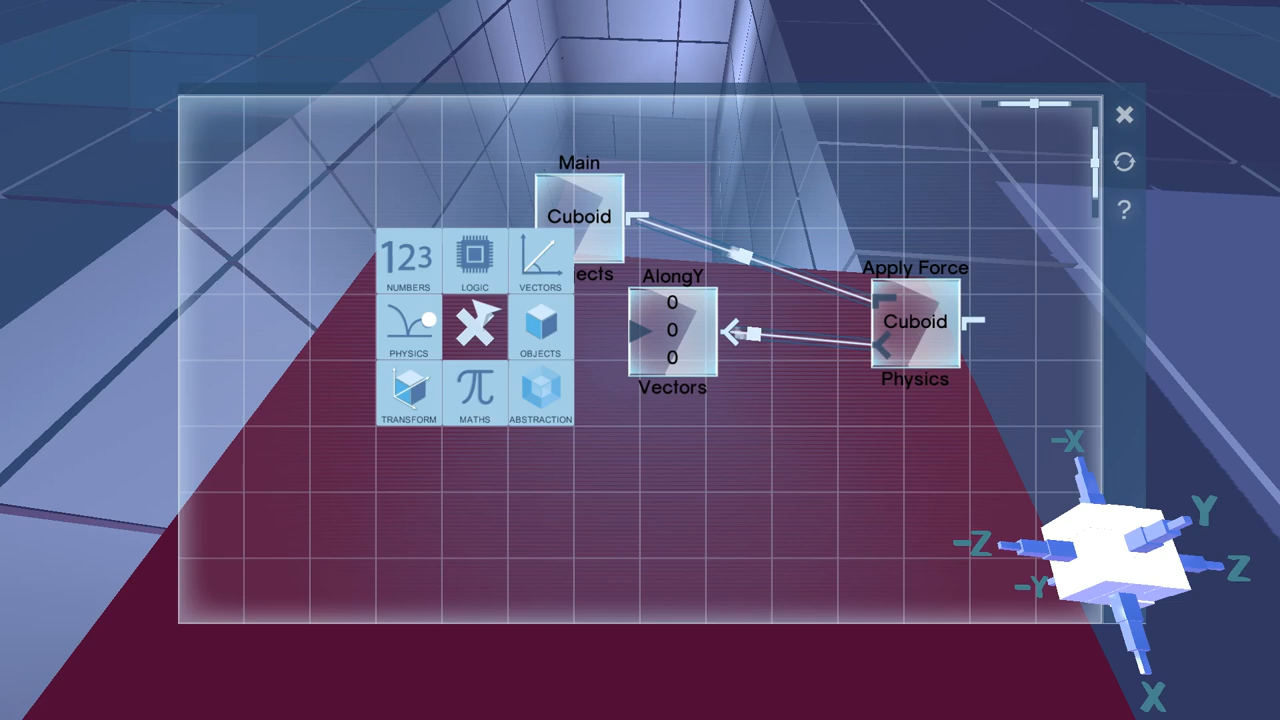 Main
Cuboid
ects
?
123
NUMBERS
LOGIC
VECTORS
PHYSICS
OBJECTS
TRANSFORM
π
MATHS
ABSTRACTION
AlongY
0
0
0
Vectors
Apply Force
Cuboid
Physics
-X
Y
-Z
Z
-Y
X